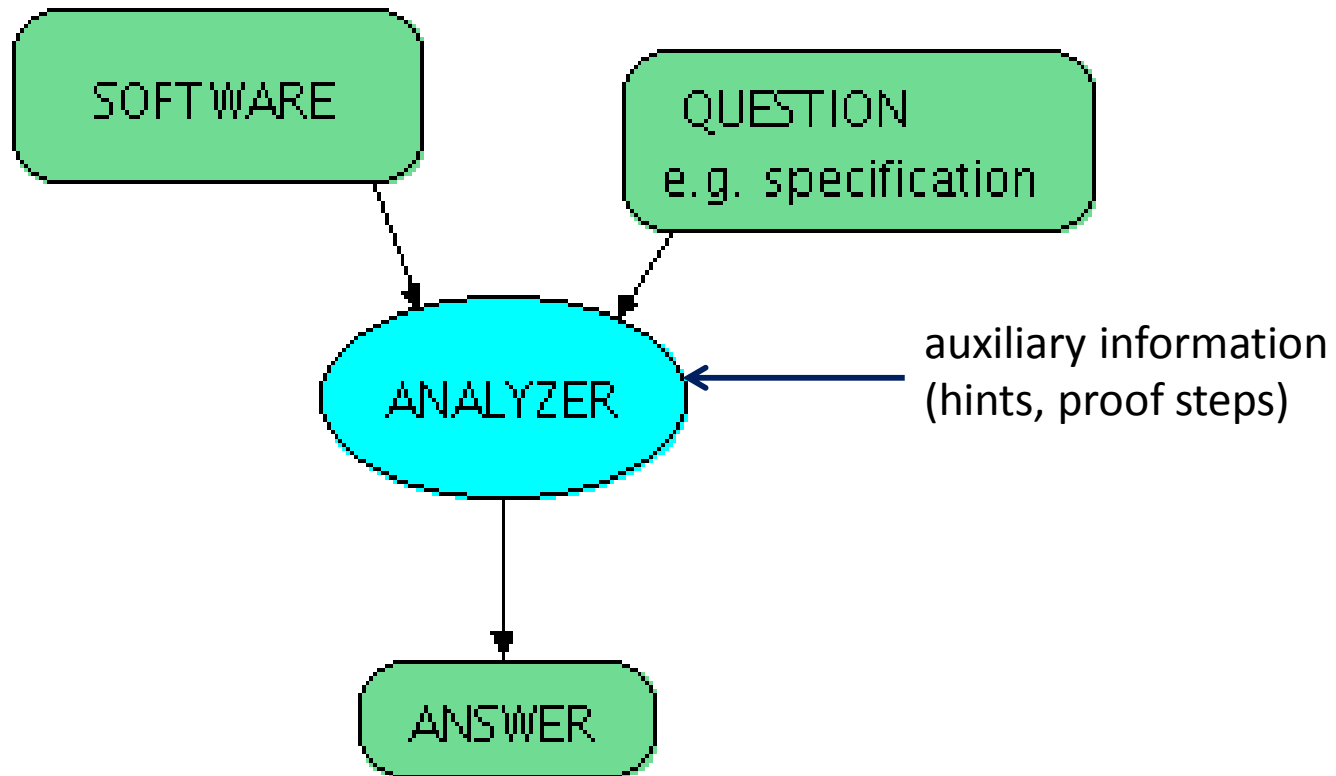 SOFTWARE
QUESTION
e.g. specification
ANALYZER
auxiliary information
(hints, proof steps)
ANSWER